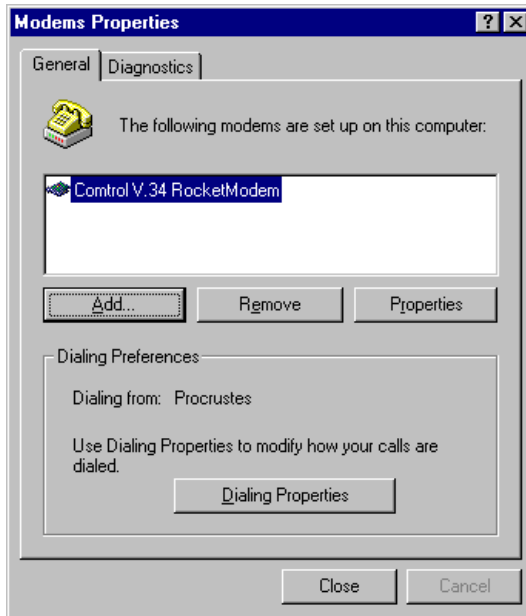 Modems Properties
General
Diagnostics
The following modems are set up on this computer:
Comtrol V.34 RocketModem
Add...
Remove
Properties
Dialing Preferences
Dialing from: Procrustes
Use Dialing Properties to modify how your calls are
dialed.
Dialing Properties
Close
Cancel